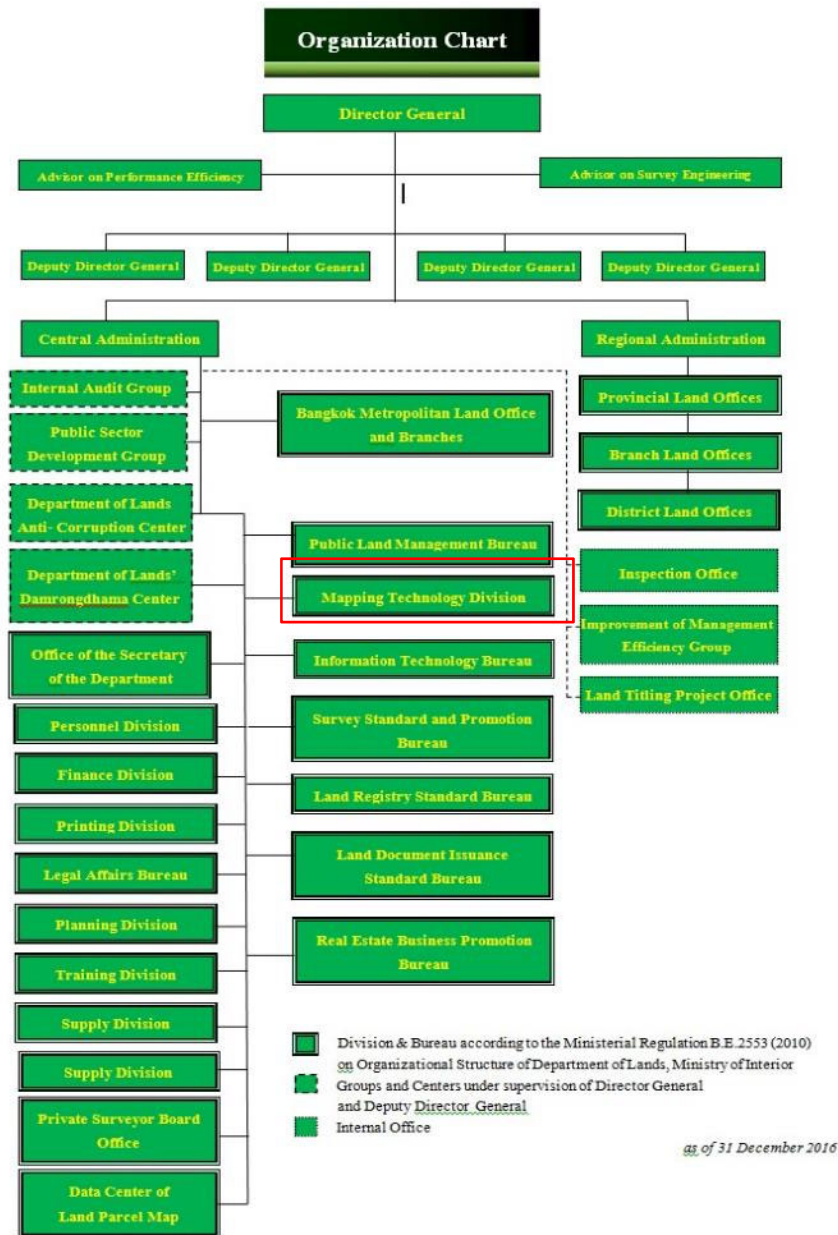 Organization Chart
Director General
Advisor on Performance Efficiency
Advisor on Survey Engineering
Deputy Director General
Deputy Director General
Deputy Director General
Deputy Director General
Central Administration
Regional Administration
Internal Audit Group
Public Sector
Development Group
Department of Lands
Anti- Corruption Center
Department of Lands'
Damrongdhama Center
Office of the Secretary
of the Department
Personnel Division
Finance Division
Printing Division
Legal Affairs Bureau
Planning Division
Training Division
Supply Division
Supply Division
Private Surveyor Board
Office
Data Center of
Land Parcel Map
Bangkok Metropolitan Land Office
and Branches
Public Land Management Bureau
Mapping Technology Division
Information Technology Bureau
Survey Standard and Promotion
Bureau
Land Registry Standard Bureau
Land Document Issuance
Standard Bureau
Real Estate Business Promotion
Bureau
Provincial Land Offices
Branch Land Offices
District Land Offices
Inspection Office
Improvement of Management
Efficiency Group
Land Titling Project Office
Division & Bureau according to the Ministerial Regulation B.E.2553 (2010)
on Organizational Structure of Department of Lands, Ministry of Interior
Groups and Centers under supervision of Director General
and Deputy Director General
Internal Office
as of 31 December 2016